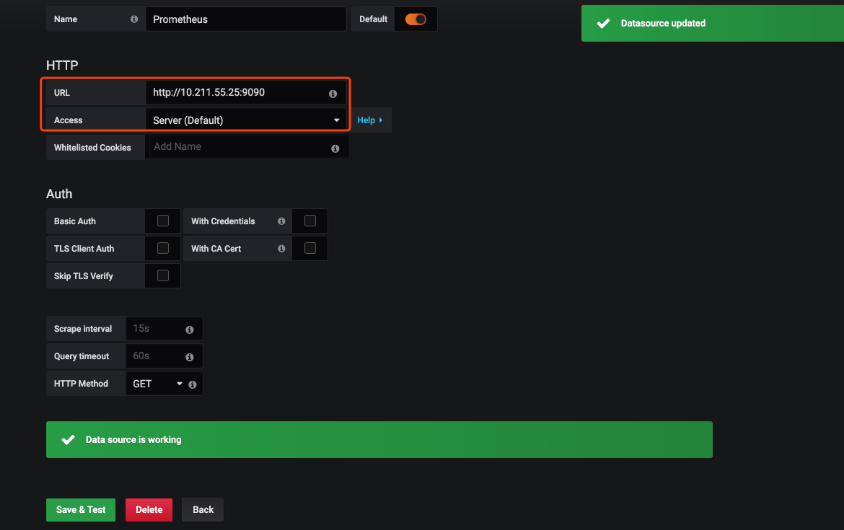 Name Prometheus Default
Datasource updated
HTTP
URL http://10.211.55.25:9090
Access Server (Default) Help
Whitelisted Cookies Add Name
Auth
Basic Auth With Credentials
TLS Client Auth With CA Cert
Skip TLS Verify
Scrape interval 15s
Query timeout 60s
HTTP Method GET
Data source is working
Save & Test Delete Back